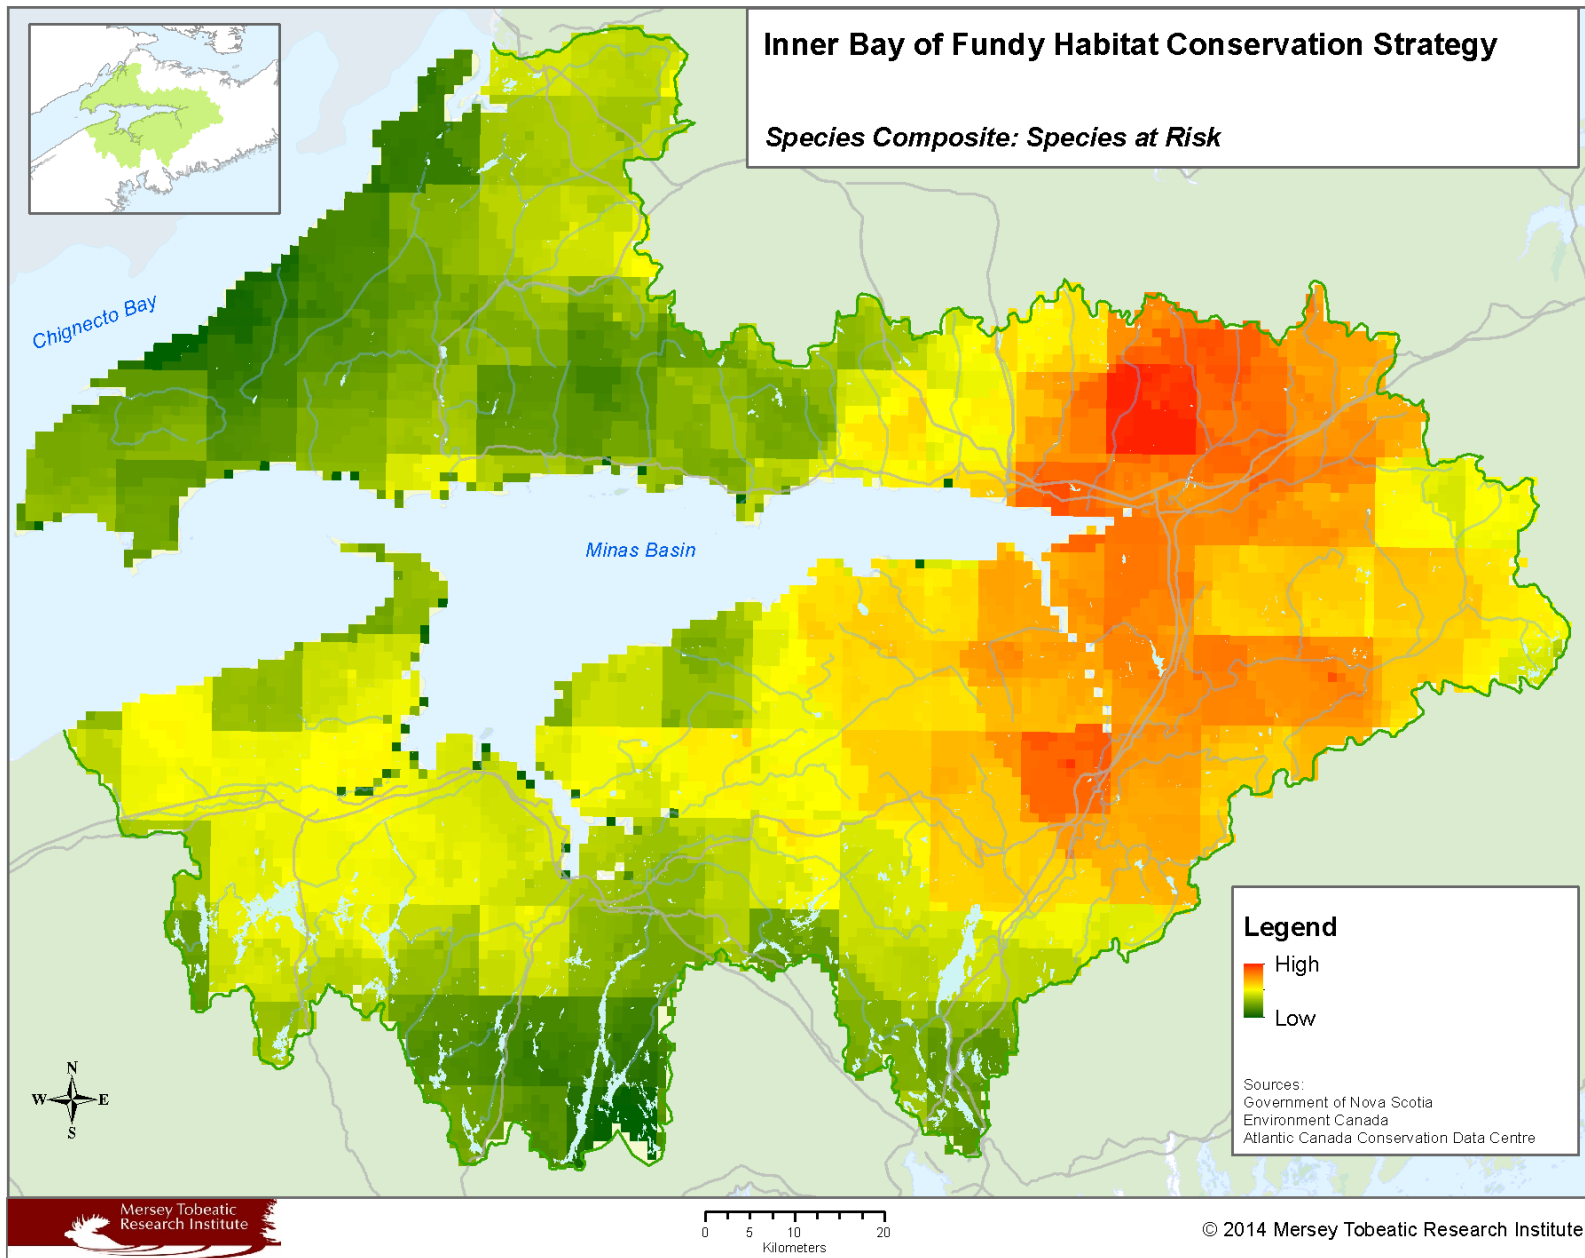 Inner Bay of Fundy Habitat Conservation Strategy
Species Composite: Species at Risk
Chignecto Bay
Minas Basin
Legend
High
Low
Sources:
Government of Nova Scotia
Environment Canada
Atlantic Canada Conservation Data Centre
N
W E
S
Mersey Tobeatic
Research Institute
0 5 10 20
Kilometers
© 2014 Mersey Tobeatic Research Institute